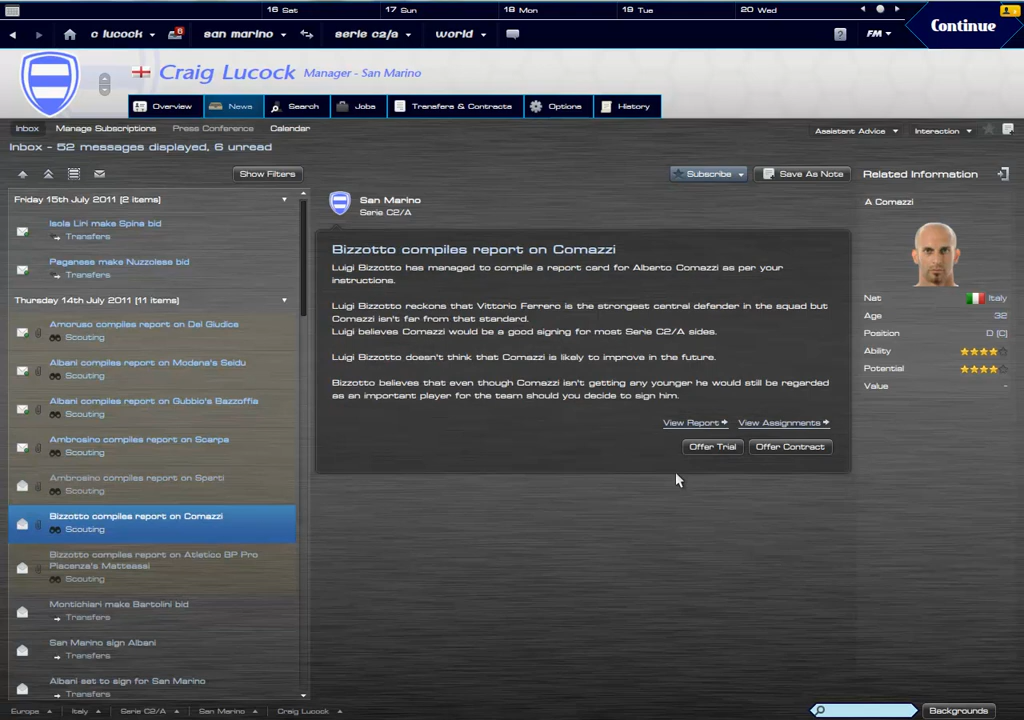 16 Sat 17 Sun 18 Mon 19 Tue 20 Wed
c lucock 6 san marino serie c2/a world ? FM Continue
Craig Lucock Manager - San Marino
Overview News Search Jobs Transfers & Contracts Options History
Inbox Manage Subscriptions Press Conference Calendar Assistant Advice Interaction
Inbox - 52 messages displayed, 6 unread
Show Filters Subscribe Save As Note Related Information
Friday 15th July 2011 (2 items)
Isola Liri make Spina bid
Transfers
Paganese make Nuzzolese bid
Transfers
Thursday 14th July 2011 (11 items)
Amoruso compiles report on Del Giudice
Scouting
Albani compiles report on Modena's Seidu
Scouting
Albani compiles report on Gubbio's Bazzoffia
Scouting
Ambrosino compiles report on Scarpa
Scouting
Ambrosino compiles report on Sperti
Scouting
Bizzotto compiles report on Comazzi
Scouting
Bizzotto compiles report on Atletico BP Pro
Piacenza's Matteassi
Scouting
Montichiari make Bartolini bid
Transfers
San Marino sign Albani
Transfers
Albani set to sign for San Marino
Transfers
San Marino
Serie C2/A
Bizzotto compiles report on Comazzi
Luigi Bizzotto has managed to compile a report card for Alberto Comazzi as per your
instructions.
Luigi Bizzotto reckons that Vittorio Ferrero is the strongest central defender in the squad but
Comazzi isn't far from that standard.
Luigi believes Comazzi would be a good signing for most Serie C2/A sides.
Luigi Bizzotto doesn't think that Comazzi is likely to improve in the future.
Bizzotto believes that even though Comazzi isn't getting any younger he would still be regarded
as an important player for the team should you decide to sign him.
View Report View Assignments
Offer Trial Offer Contract
A Comazzi
Nat Italy
Age 32
Position D (C)
Ability
Potential
Value -
Europe Italy Serie C2/A San Marino Craig Lucock Backgrounds